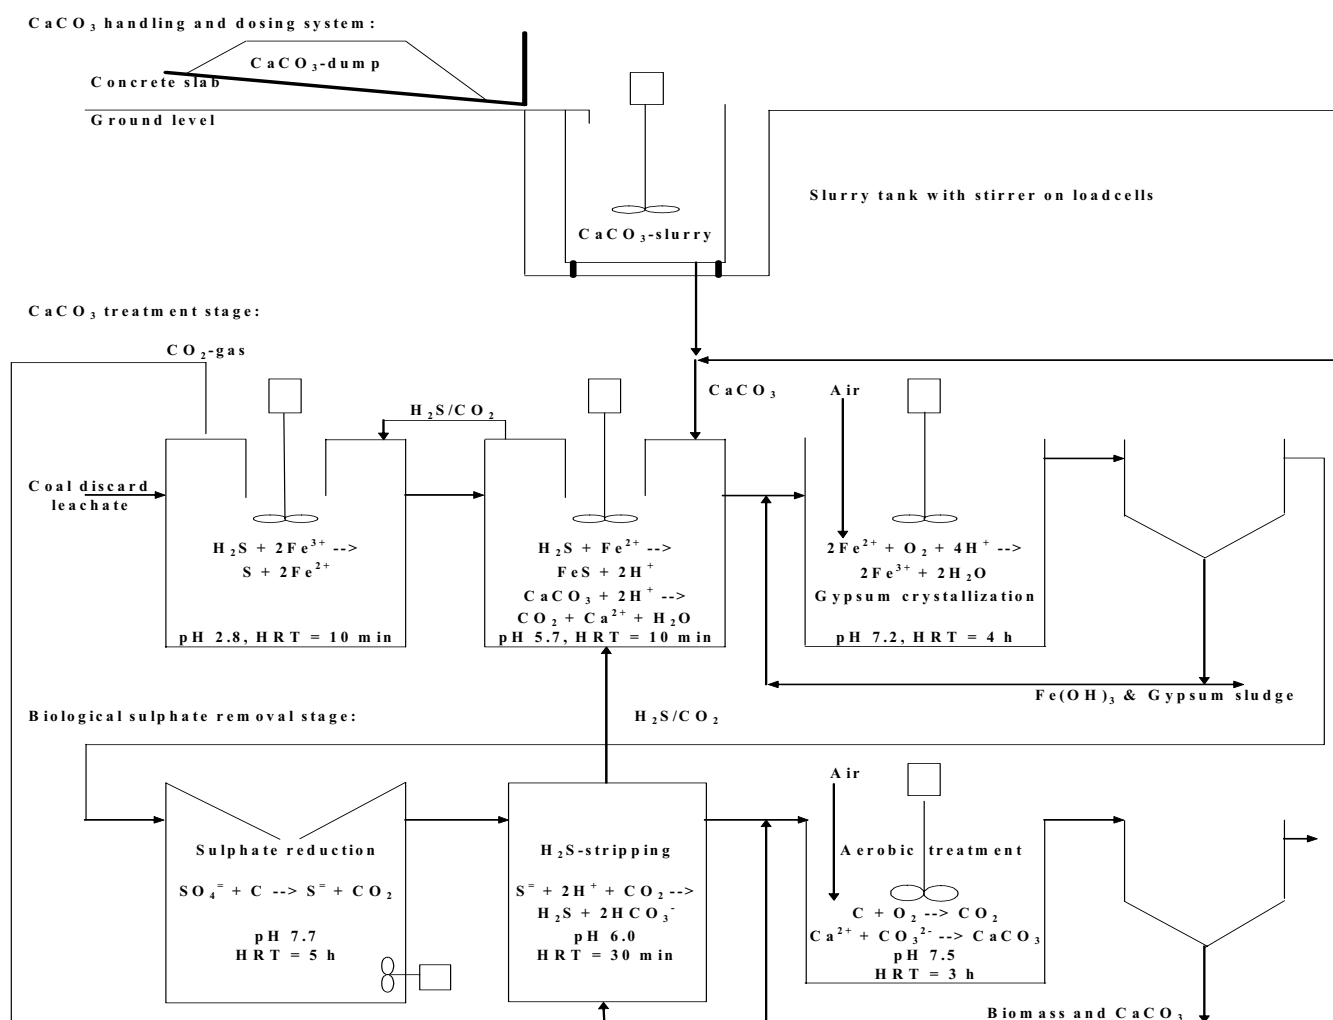 CaCO₃ handling and dosing system:
CaCO₃-dump
Concrete slab
Ground level
Slurry tank with stirrer on loadcells
CaCO₃-slurry
CaCO₃ treatment stage:
CO₂-gas
H₂S/CO₂
CaCO₃
Air
Coal discard
leachate
H₂S + 2Fe³⁺ -->
S + 2Fe²⁺
pH 2.8, HRT = 10 min
H₂S + Fe²⁺ -->
FeS + 2H⁺
CaCO₃ + 2H⁺ -->
CO₂ + Ca²⁺ + H₂O
pH 5.7, HRT = 10 min
2Fe²⁺ + O₂ + 4H⁺ -->
2Fe³⁺ + 2H₂O
Gypsum crystallization
pH 7.2, HRT = 4 h
Fe(OH)₃ & Gypsum sludge
Biological sulphate removal stage:
H₂S/CO₂
Sulphate reduction
SO₄⁼ + C --> S⁼ + CO₂
pH 7.7
HRT = 5 h
H₂S-stripping
S⁼ + 2H⁺ + CO₂ -->
H₂S + 2HCO₃⁻
pH 6.0
HRT = 30 min
Air
Aerobic treatment
C + O₂ --> CO₂
Ca²⁺ + CO₃²⁻ --> CaCO₃
pH 7.5
HRT = 3 h
Biomass and CaCO₃